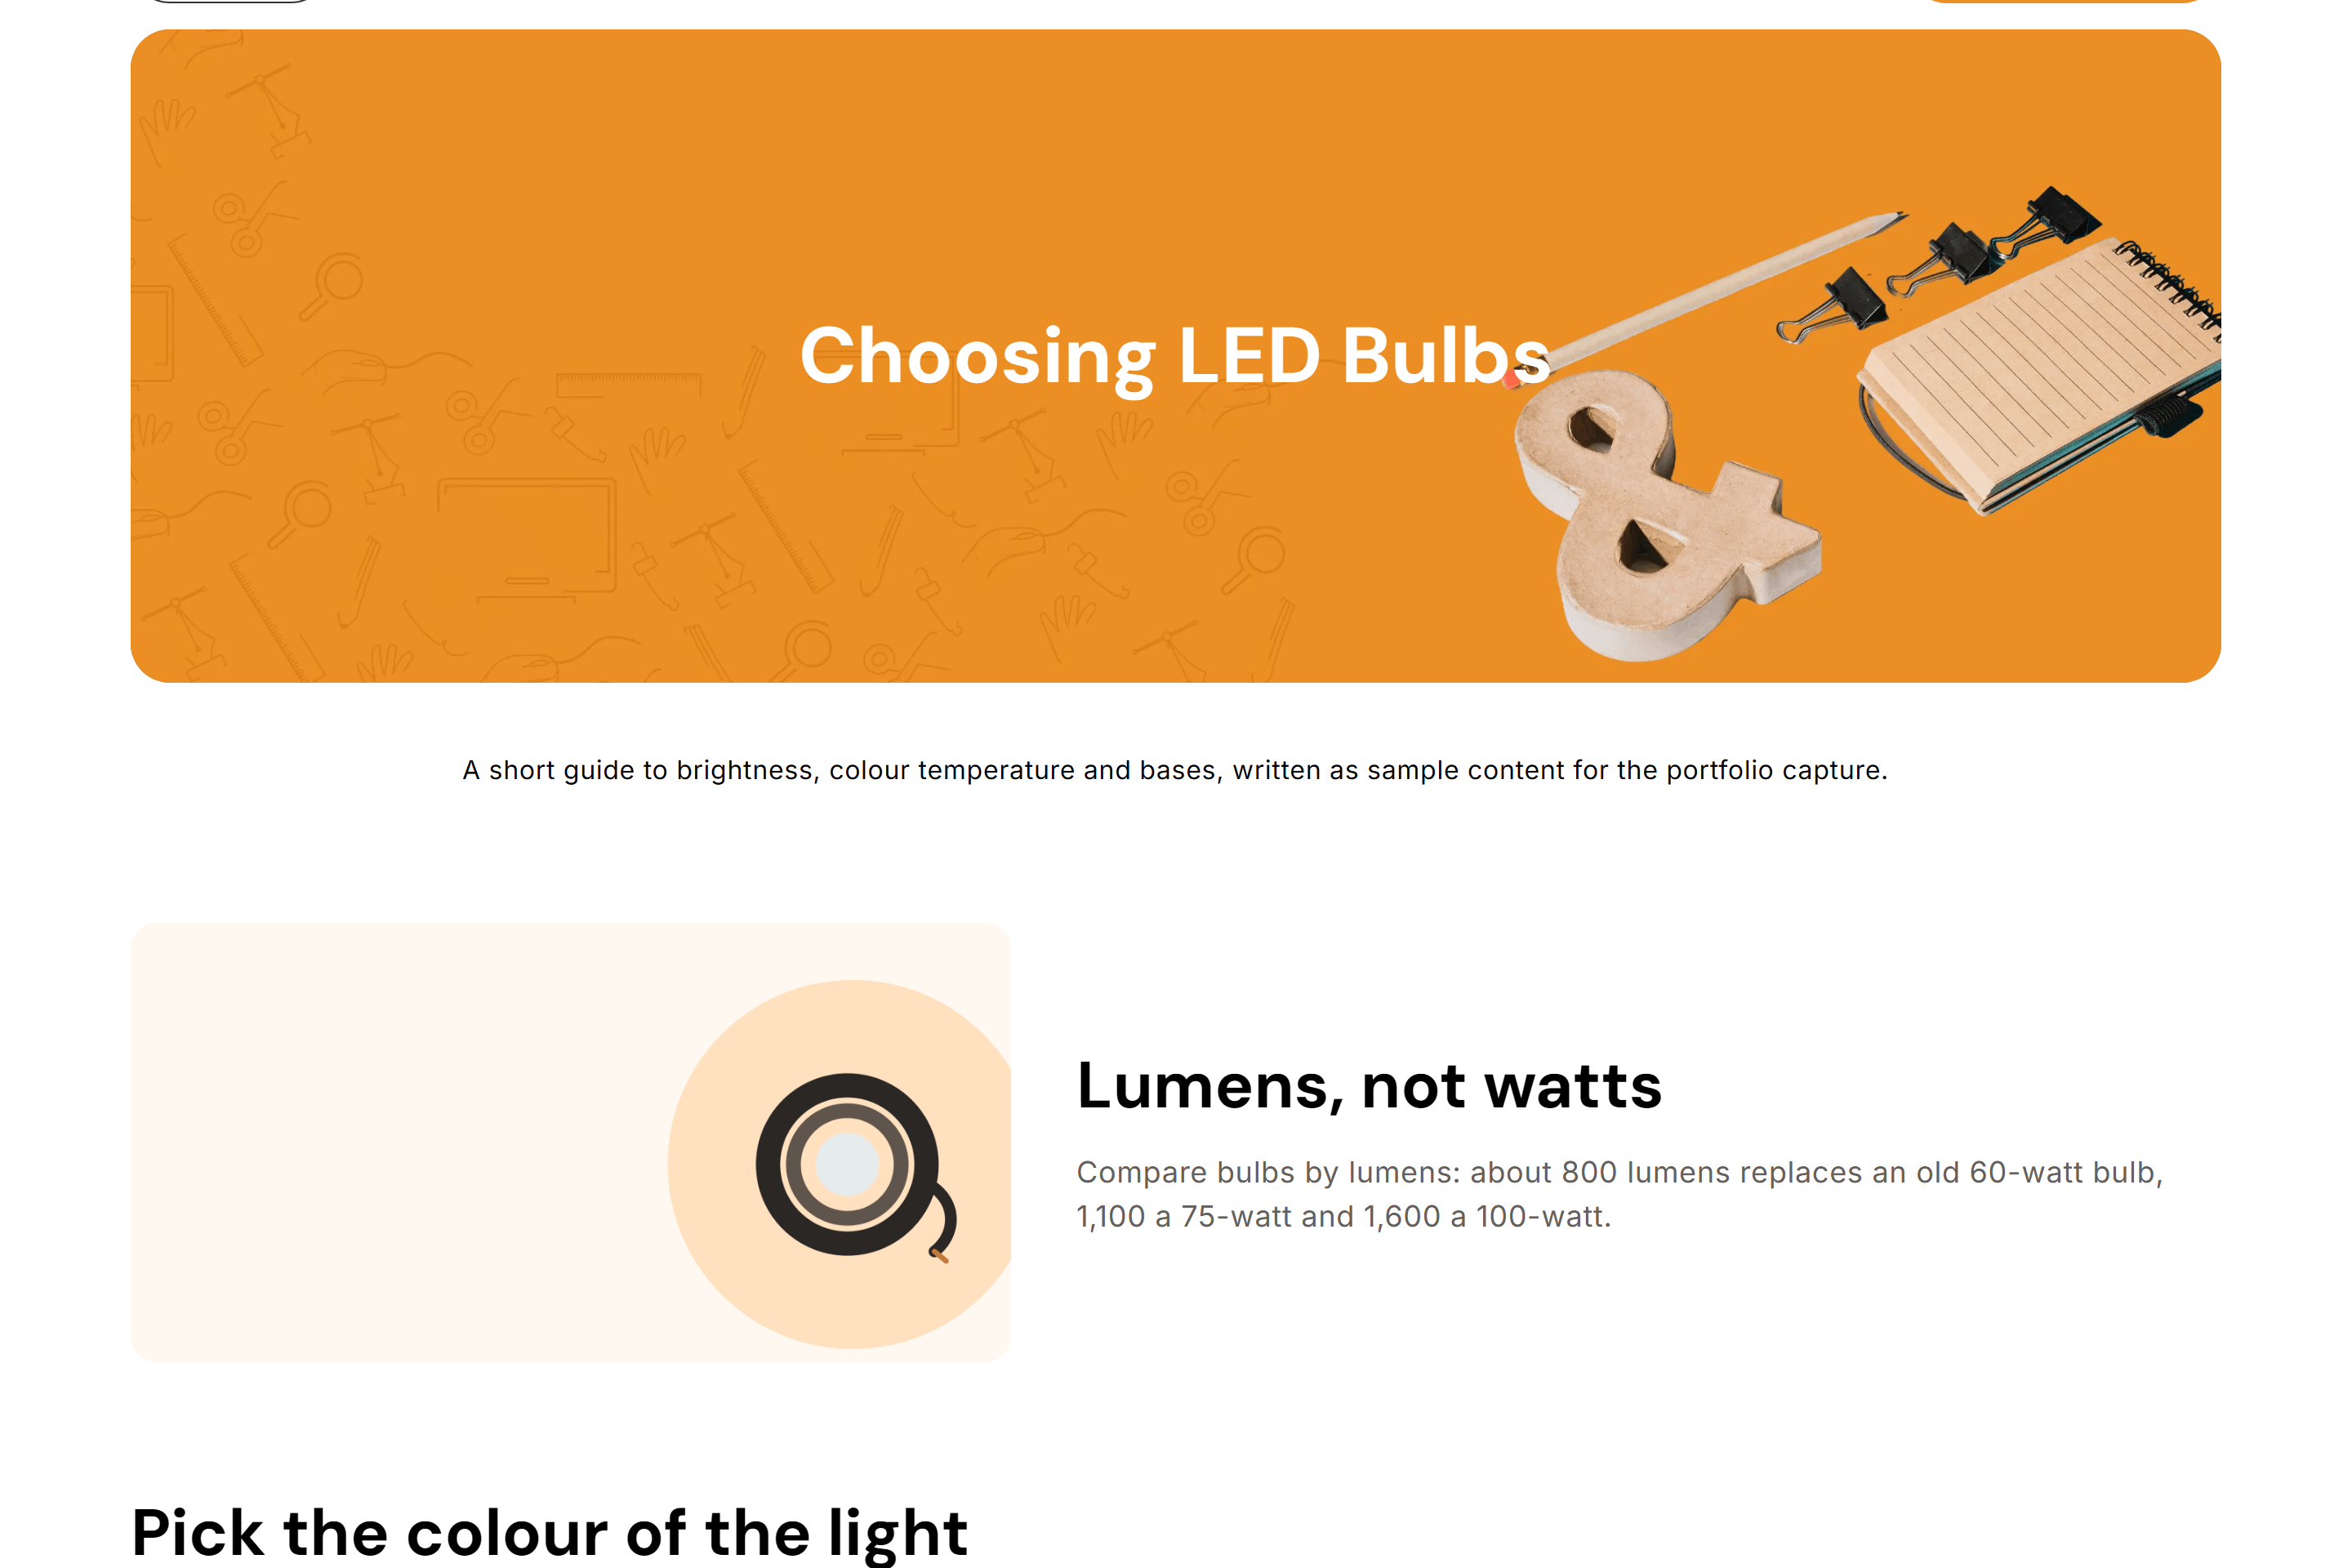 Choosing LED Bulbs
A short guide to brightness, colour temperature and bases, written as sample content for the portfolio capture.
Lumens, not watts
Compare bulbs by lumens: about 800 lumens replaces an old 60-watt bulb,
1,100 a 75-watt and 1,600 a 100-watt.
Pick the colour of the light